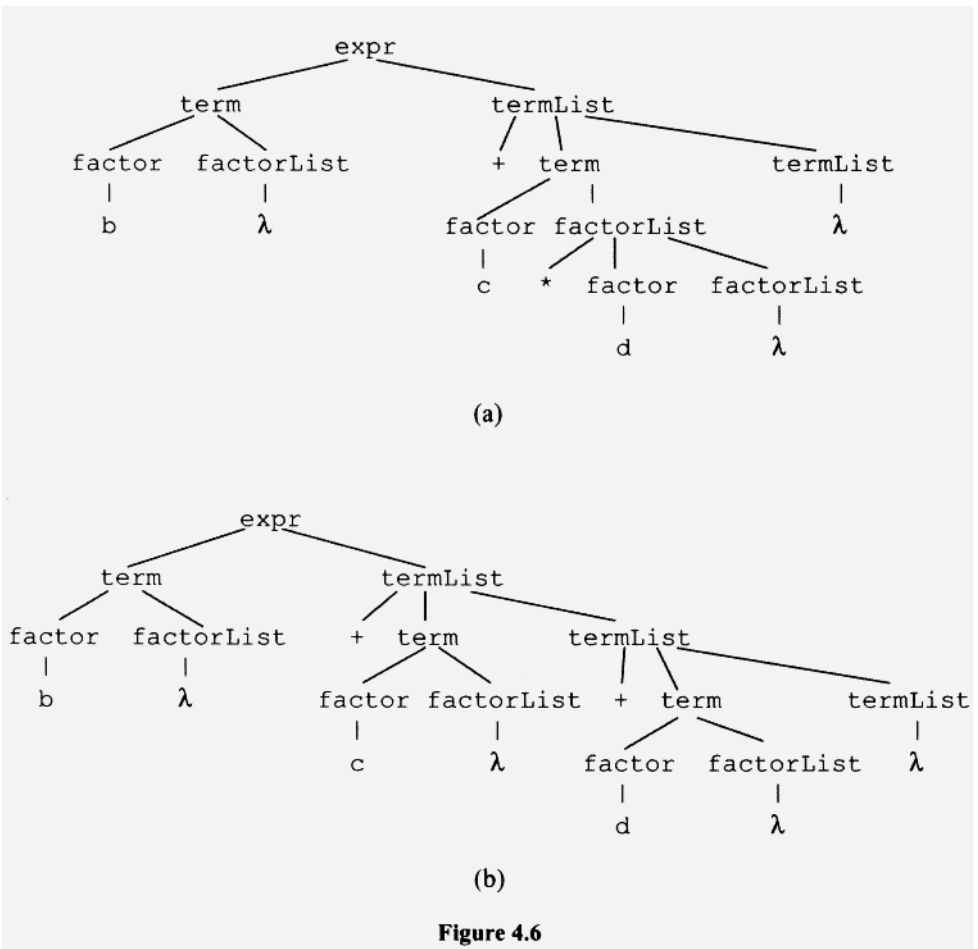 expr
term termList
factor factorList + term termList
b λ factor factorList λ
c * factor factorList
d λ
(a)
expr
term termList
factor factorList + term termList
b λ factor factorList + term termList
c λ factor factorList λ
d λ
(b)
Figure 4.6